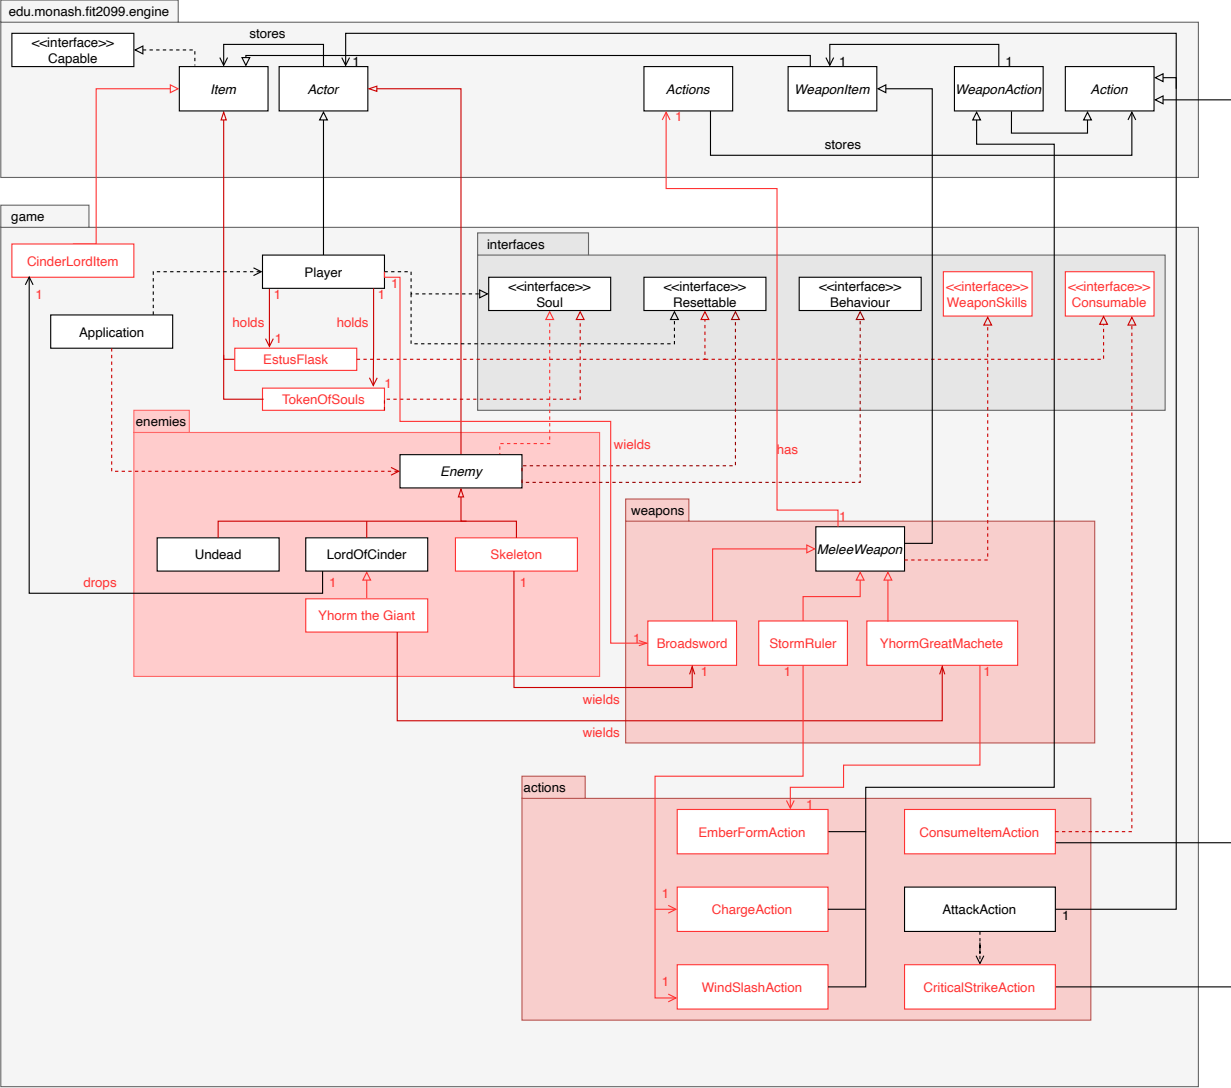 edu.monash.fit2099.engine
stores
<<interface>>
Capable
1
1
1
Item
Actor
Actions
WeaponItem
WeaponAction
Action
1
stores
game
interfaces
CinderLordItem
Player
1
<<interface>>
Soul
<<interface>>
Resettable
<<interface>>
Behaviour
<<interface>>
WeaponSkills
<<interface>>
Consumable
1
1
1
holds
holds
Application
1
EstusFlask
1
TokenOfSouls
enemies
wields
has
Enemy
weapons
1
Undead
LordOfCinder
Skeleton
MeleeWeapon
drops
1
1
Yhorm the Giant
1
Broadsword
StormRuler
YhormGreatMachete
1
1
1
wields
wields
actions
1
EmberFormAction
ConsumeItemAction
1
ChargeAction
AttackAction
1
1
WindSlashAction
CriticalStrikeAction